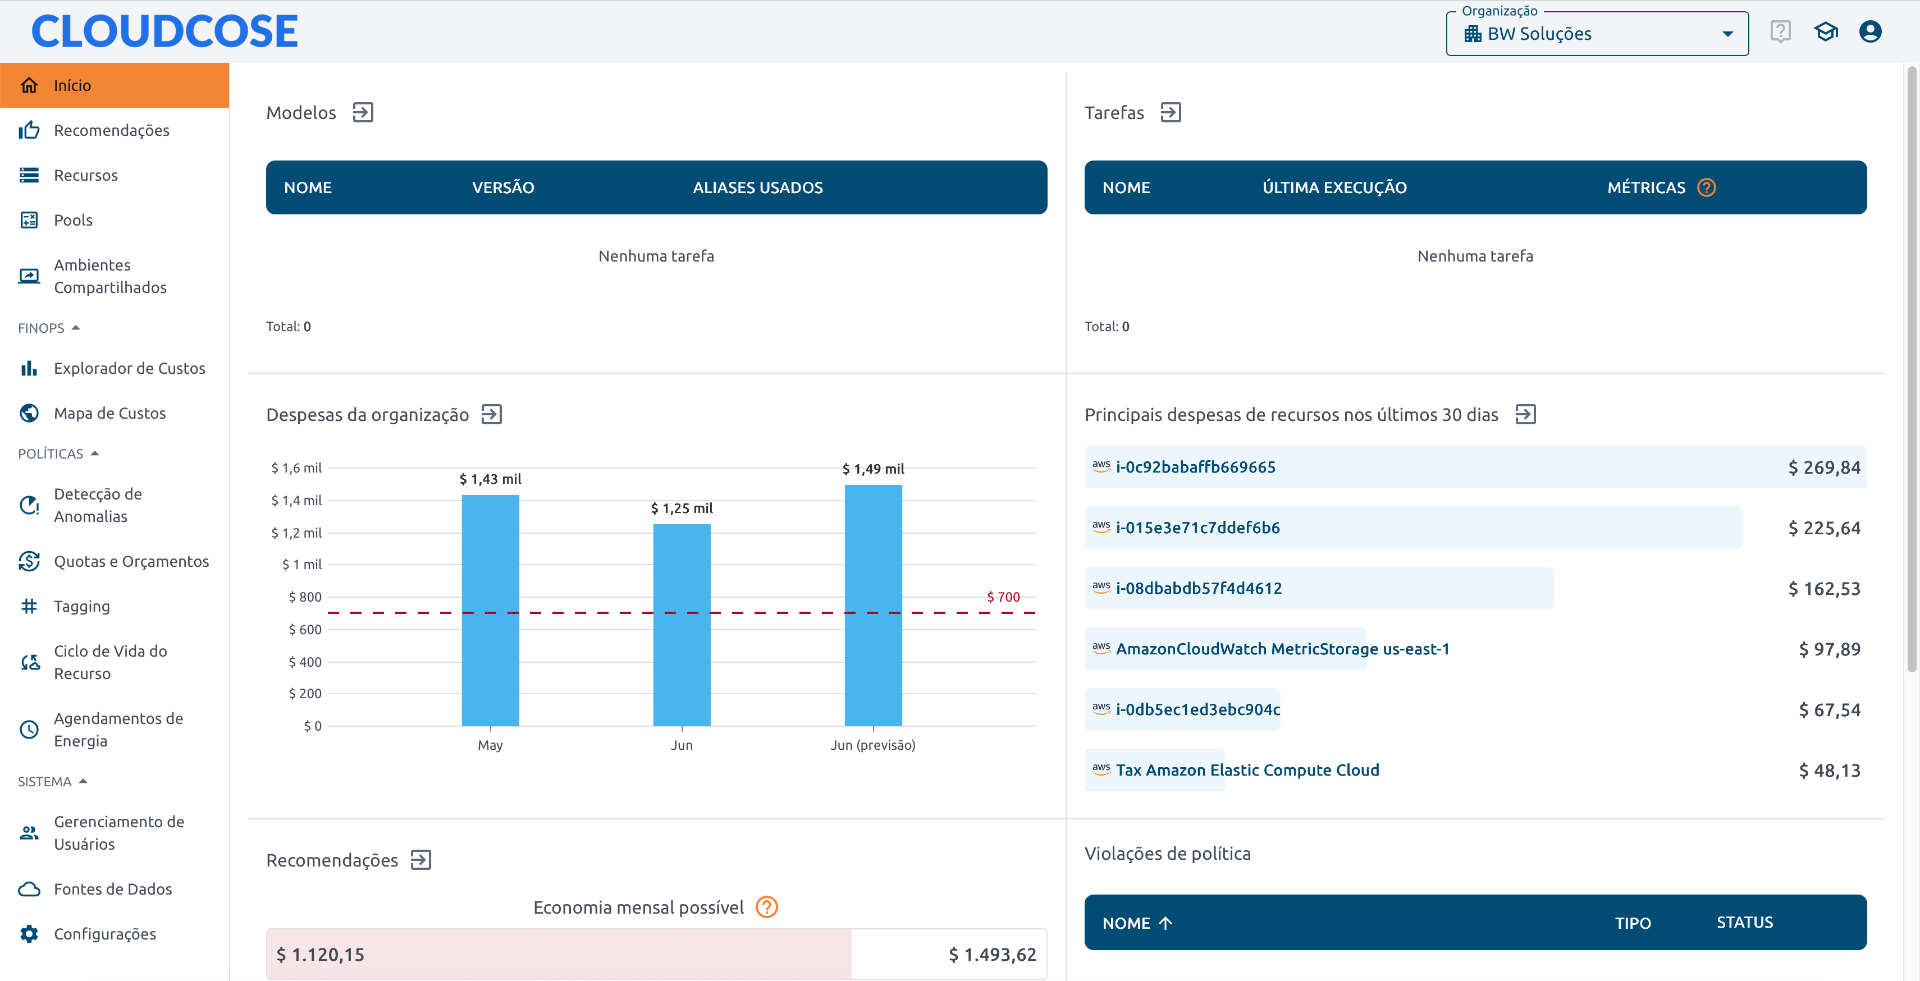 CLOUDCOSE
Organização
BW Soluções
Início
Recomendações
Recursos
Pools
Ambientes
Compartilhados
FINOPS
Explorador de Custos
Mapa de Custos
POLÍTICAS
Detecção de
Anomalias
Quotas e Orçamentos
Tagging
Ciclo de Vida do
Recurso
Agendamentos de
Energia
SISTEMA
Gerenciamento de
Usuários
Fontes de Dados
Configurações
Modelos
NOME VERSÃO ALIASES USADOS
Nenhuma tarefa
Total: 0
Tarefas
NOME ÚLTIMA EXECUÇÃO MÉTRICAS
Nenhuma tarefa
Total: 0
Despesas da organização
$ 1,6 mil
$ 1,4 mil
$ 1,2 mil
$ 1 mil
$ 800
$ 600
$ 400
$ 200
$ 0
$ 1,43 mil
$ 1,25 mil
$ 1,49 mil
$ 700
May Jun Jun (previsão)
Principais despesas de recursos nos últimos 30 dias
aws i-0c92babaffb669665 $ 269,84
aws i-015e3e71c7ddef6b6 $ 225,64
aws i-08dbabdb57f4d4612 $ 162,53
aws AmazonCloudWatch MetricStorage us-east-1 $ 97,89
aws i-0db5ec1ed3ebc904c $ 67,54
aws Tax Amazon Elastic Compute Cloud $ 48,13
Recomendações
Economia mensal possível
$ 1.120,15 $ 1.493,62
Violações de política
NOME TIPO STATUS